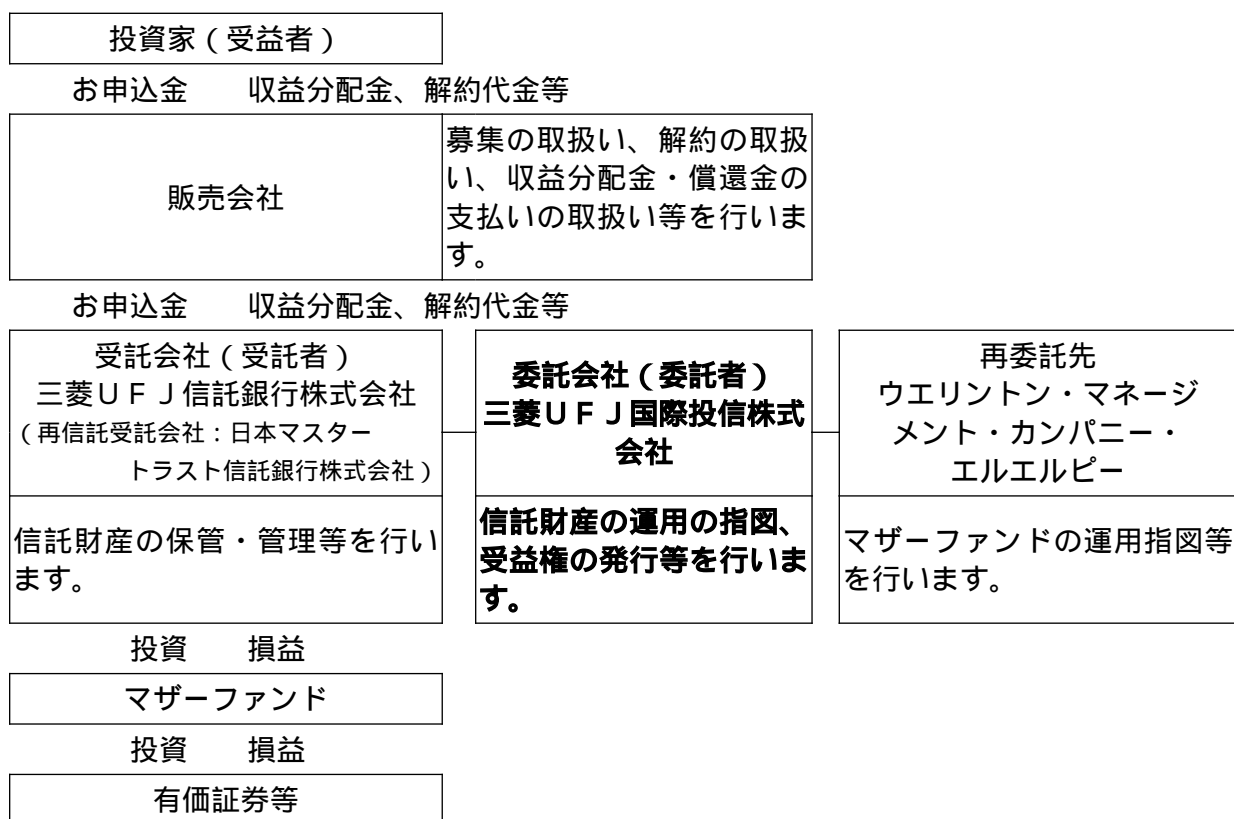 投資家（受益者）
お申込金　　収益分配金、解約代金等
販売会社
募集の取扱い、解約の取扱
い、収益分配金・償還金の
支払いの取扱い等を行いま
す。
お申込金　　収益分配金、解約代金等
受託会社（受託者）
三菱ＵＦＪ信託銀行株式会社
（再信託受託会社：日本マスター
トラスト信託銀行株式会社）
委託会社（委託者）
三菱ＵＦＪ国際投信株式
会社
再委託先
ウエリントン・マネージ
メント・カンパニー・
エルエルピー
信託財産の保管・管理等を行い
ます。
信託財産の運用の指図、
受益権の発行等を行いま
す。
マザーファンドの運用指図等
を行います。
投資　　損益
マザーファンド
投資　　損益
有価証券等